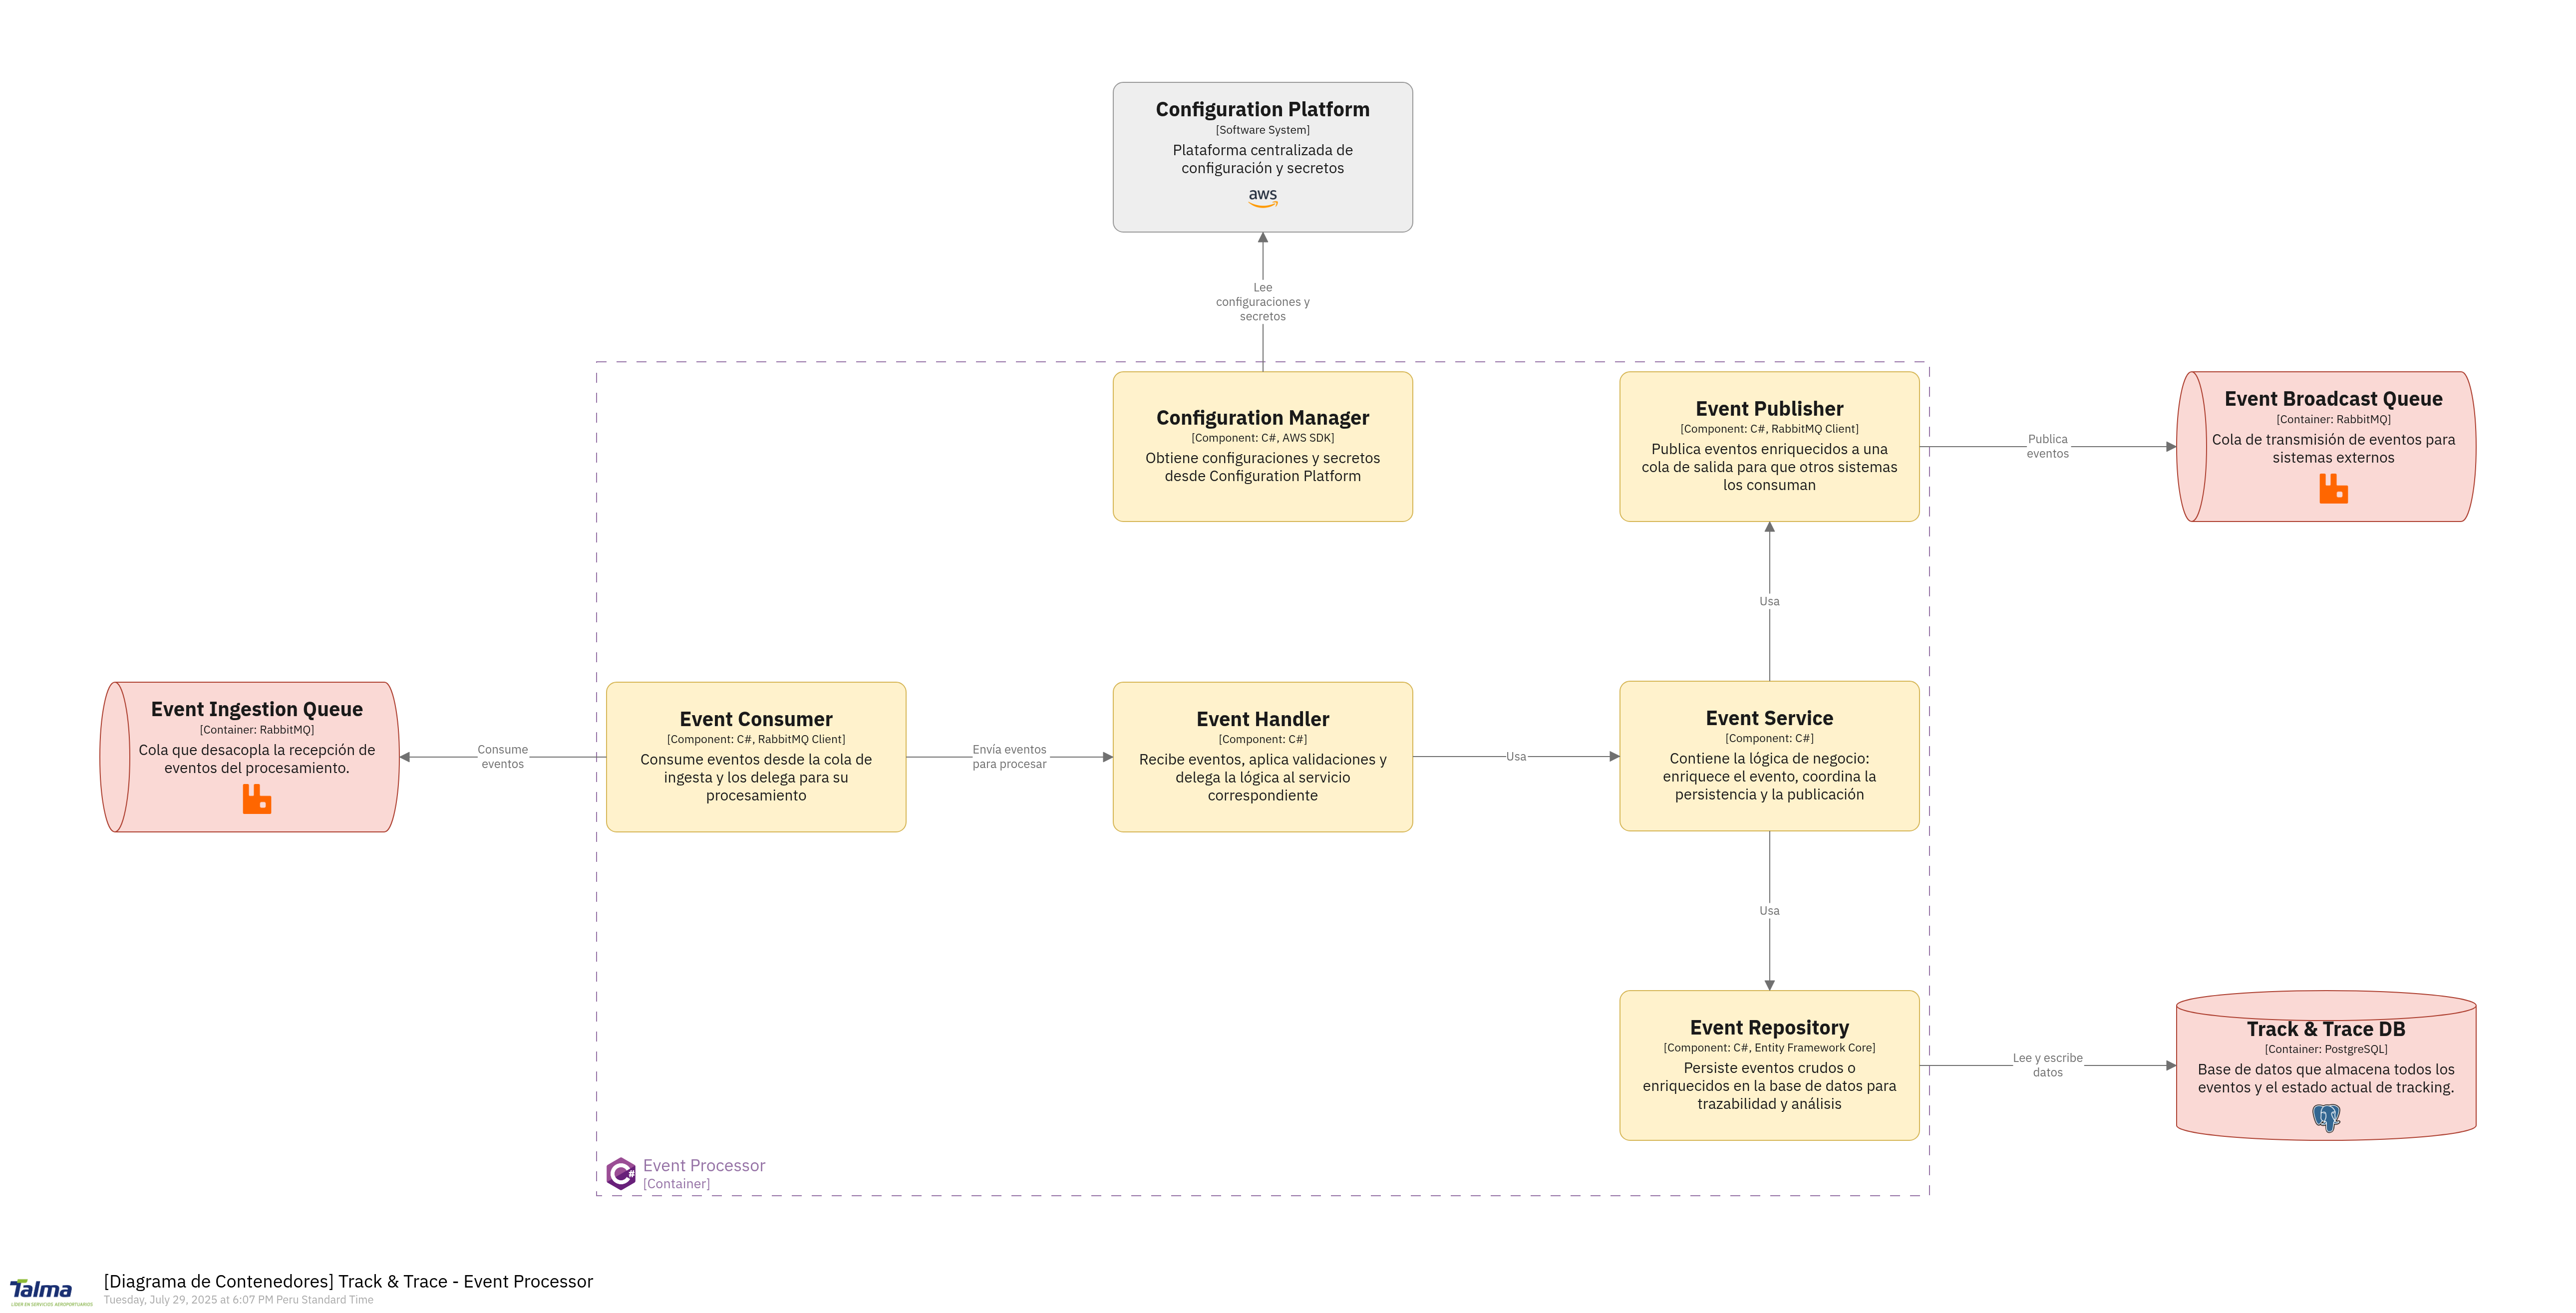 Configuration Platform
[Software System]
Plataforma centralizada de
configuración y secretos
aws
Lee
configuraciones y
secretos
Configuration Manager
[Component: C#, AWS SDK]
Obtiene configuraciones y secretos
desde Configuration Platform
Event Publisher
[Component: C#, RabbitMQ Client]
Publica eventos enriquecidos a una
cola de salida para que otros sistemas
los consuman
Publica
eventos
Event Broadcast Queue
[Container: RabbitMQ]
Cola de transmisión de eventos para
sistemas externos
Usa
Event Ingestion Queue
[Container: RabbitMQ]
Cola que desacopla la recepción de
eventos del procesamiento.
Consume
eventos
Event Consumer
[Component: C#, RabbitMQ Client]
Consume eventos desde la cola de
ingesta y los delega para su
procesamiento
Envía eventos
para procesar
Event Handler
[Component: C#]
Recibe eventos, aplica validaciones y
delega la lógica al servicio
correspondiente
Usa
Event Service
[Component: C#]
Contiene la lógica de negocio:
enriquece el evento, coordina la
persistencia y la publicación
Usa
Event Repository
[Component: C#, Entity Framework Core]
Persiste eventos crudos o
enriquecidos en la base de datos para
trazabilidad y análisis
Lee y escribe
datos
Track & Trace DB
[Container: PostgreSQL]
Base de datos que almacena todos los
eventos y el estado actual de tracking.
Event Processor
[Container]
Talma
LÍDER EN SERVICIOS AEROPORTUARIOS
[Diagrama de Contenedores] Track & Trace - Event Processor
Tuesday, July 29, 2025 at 6:07 PM Peru Standard Time